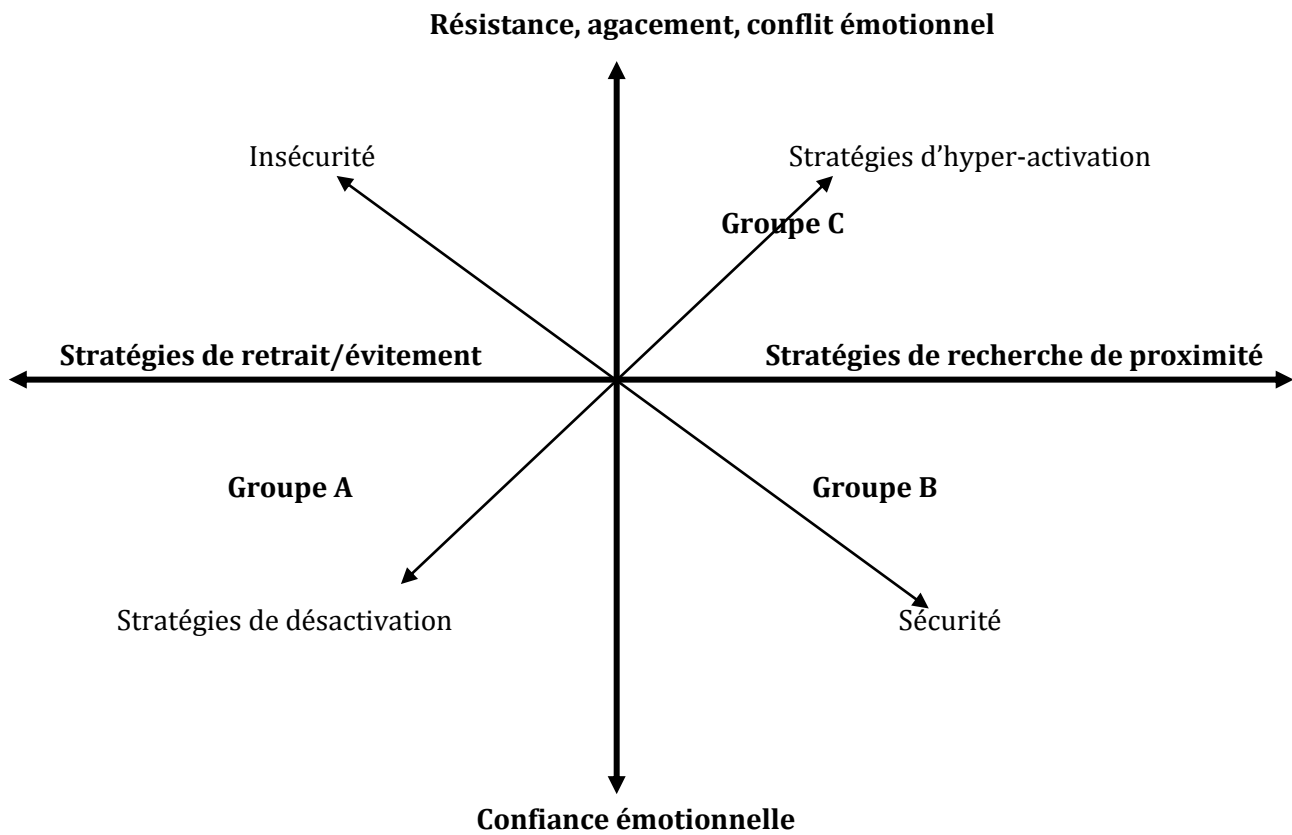 Résistance, agacement, conflit émotionnel
Insécurité
Stratégies d’hyper-activation
Groupe C
Stratégies de retrait/évitement
Stratégies de recherche de proximité
Groupe A
Groupe B
Stratégies de désactivation
Sécurité
Confiance émotionnelle